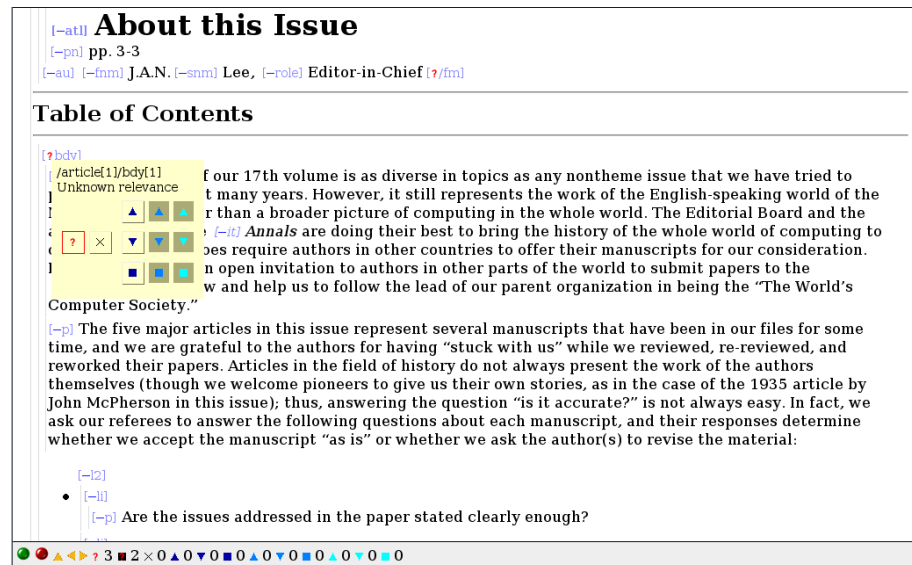 [–atl] About this Issue
[–pn] pp. 3-3
[–au] [–fnm] J.A.N. [–snm] Lee, [–role] Editor-in-Chief [?/fm]
Table of Contents
[?bdy]
/article[1]/bdy[1]
Unknown relevance
f our 17th volume is as diverse in topics as any nontheme issue that we have tried to
t many years. However, it still represents the work of the English-speaking world of the
r than a broader picture of computing in the whole world. The Editorial Board and the
[–it] Annals are doing their best to bring the history of the whole world of computing to
oes require authors in other countries to offer their manuscripts for our consideration.
n open invitation to authors in other parts of the world to submit papers to the
w and help us to follow the lead of our parent organization in being the “The World’s
Computer Society.”
[–p] The five major articles in this issue represent several manuscripts that have been in our files for some
time, and we are grateful to the authors for having “stuck with us” while we reviewed, re-reviewed, and
reworked their papers. Articles in the field of history do not always present the work of the authors
themselves (though we welcome pioneers to give us their own stories, as in the case of the 1935 article by
John McPherson in this issue); thus, answering the question “is it accurate?” is not always easy. In fact, we
ask our referees to answer the following questions about each manuscript, and their responses determine
whether we accept the manuscript “as is” or whether we ask the author(s) to revise the material:
[–l2]
[–li]
[–p] Are the issues addressed in the paper stated clearly enough?
? 3 2 × 0 0 0 0 0 0 0 0 0 0